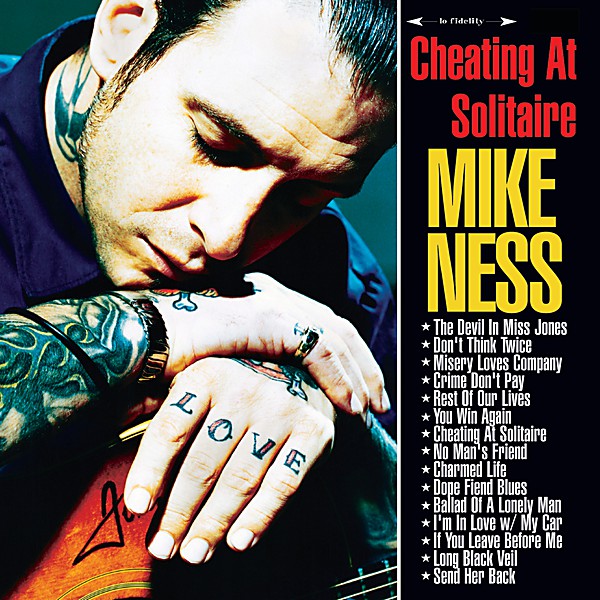 lo fidelity
Cheating At
Solitaire
MIKE
NESS
★ The Devil In Miss Jones
★ Don't Think Twice
★ Misery Loves Company
★ Crime Don't Pay
★ Rest Of Our Lives
★ You Win Again
★ Cheating At Solitaire
★ No Man's Friend
★ Charmed Life
★ Dope Fiend Blues
★ Ballad Of A Lonely Man
★ I'm In Love w/ My Car
★ If You Leave Before Me
★ Long Black Veil
★ Send Her Back
LOVE